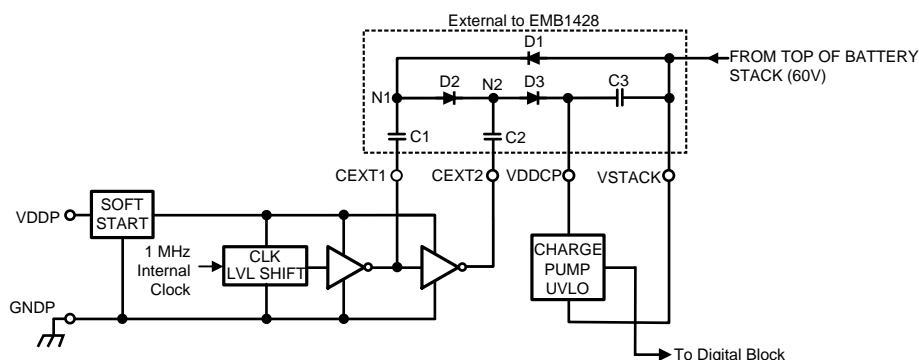 External to EMB1428
D1
FROM TOP OF BATTERY
STACK (60V)
D2
N2
D3
C3
N1
C1
C2
CEXT1
CEXT2
VDDCP
VSTACK
VDDP
SOFT
START
1 MHz
Internal
Clock
CLK
LVL SHIFT
CHARGE
PUMP
UVLO
GNDP
To Digital Block